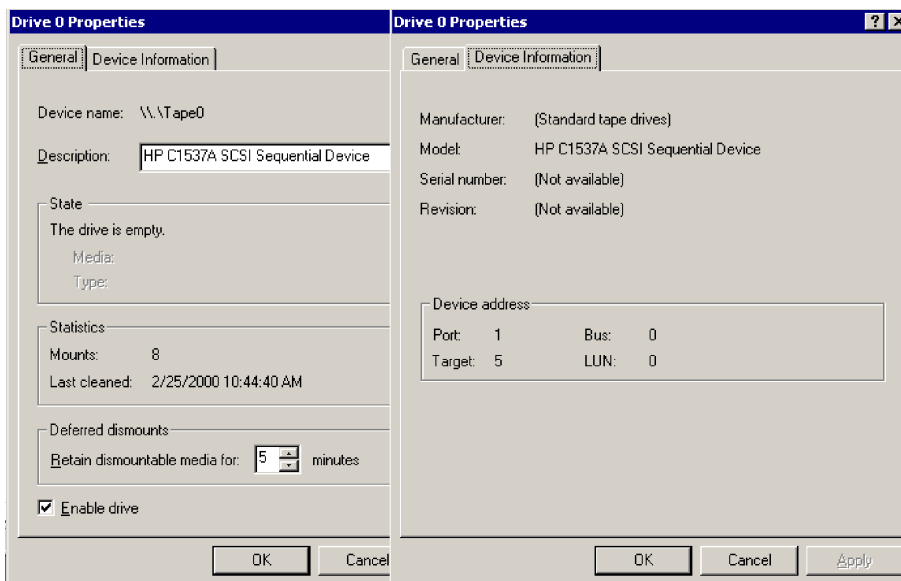 Drive 0 Properties
General Device Information
Device name: \\.\Tape0
Description: HP C1537A SCSI Sequential Device
State
The drive is empty.
Media:
Type:
Statistics
Mounts: 8
Last cleaned: 2/25/2000 10:44:40 AM
Deferred dismounts
Retain dismountable media for: 5 minutes
Enable drive
OK Cancel
Drive 0 Properties
General Device Information
Manufacturer: (Standard tape drives)
Model: HP C1537A SCSI Sequential Device
Serial number: (Not available)
Revision: (Not available)
Device address
Port: 1 Bus: 0
Target: 5 LUN: 0
OK Cancel Apply